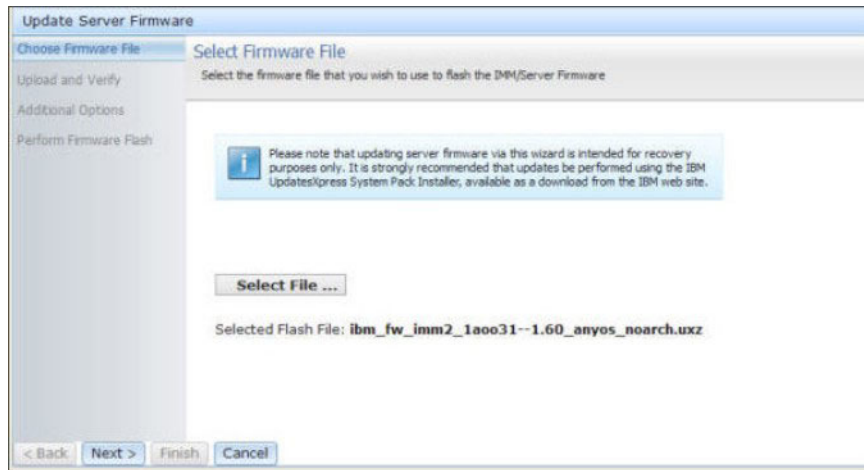 Update Server Firmware
Choose Firmware File
Upload and Verify
Additional Options
Perform Firmware Flash
Select Firmware File
Select the firmware file that you wish to use to flash the IMM/Server Firmware
Please note that updating server firmware via this wizard is intended for recovery
purposes only. It is strongly recommended that updates be performed using the IBM
UpdatesXpress System Pack Installer, available as a download from the IBM web site.
Select File ...
Selected Flash File: ibm_fw_imm2_1aoo31--1.60_anyos_noarch.uxz
< Back Next > Finish Cancel